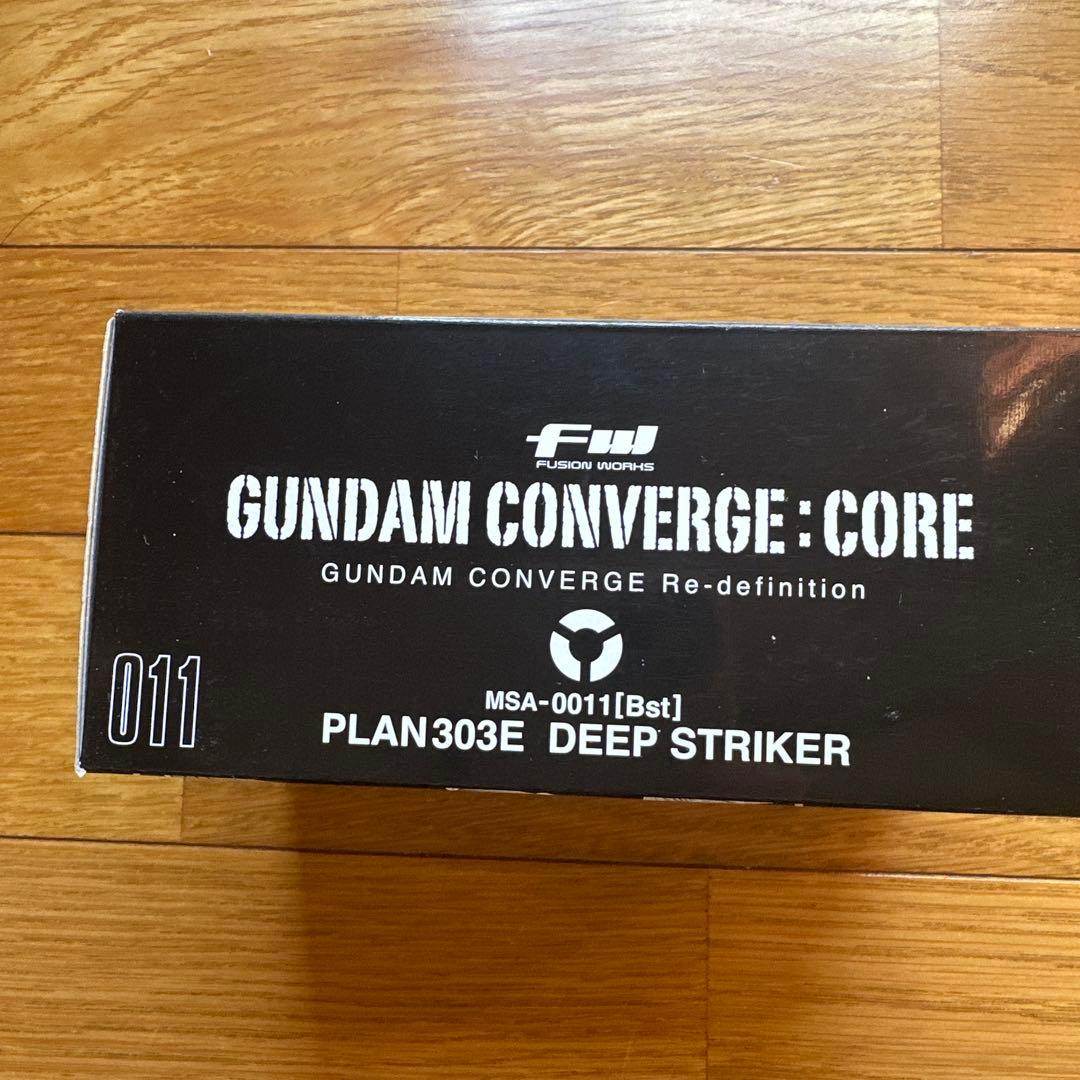 FW
FUSION WORKS
GUNDAM CONVERGE : CORE
GUNDAM CONVERGE Re-definition
MSA-0011[Bst]
PLAN303E DEEP STRIKER
011